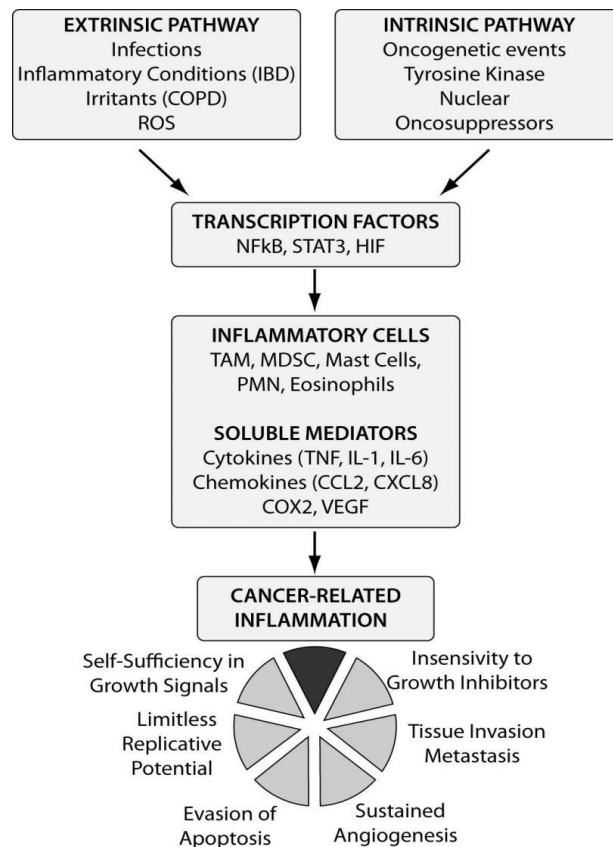 EXTRINSIC PATHWAY
Infections
Inflammatory Conditions (IBD)
Irritants (COPD)
ROS
INTRINSIC PATHWAY
Oncogenetic events
Tyrosine Kinase
Nuclear
Oncosuppressors
TRANSCRIPTION FACTORS
NFkB, STAT3, HIF
INFLAMMATORY CELLS
TAM, MDSC, Mast Cells,
PMN, Eosinophils
SOLUBLE MEDIATORS
Cytokines (TNF, IL-1, IL-6)
Chemokines (CCL2, CXCL8)
COX2, VEGF
CANCER-RELATED
INFLAMMATION
Self-Sufficiency in
Growth Signals
Insensivity to
Growth Inhibitors
Limitless
Replicative
Potential
Tissue Invasion
Metastasis
Evasion of
Apoptosis
Sustained
Angiogenesis